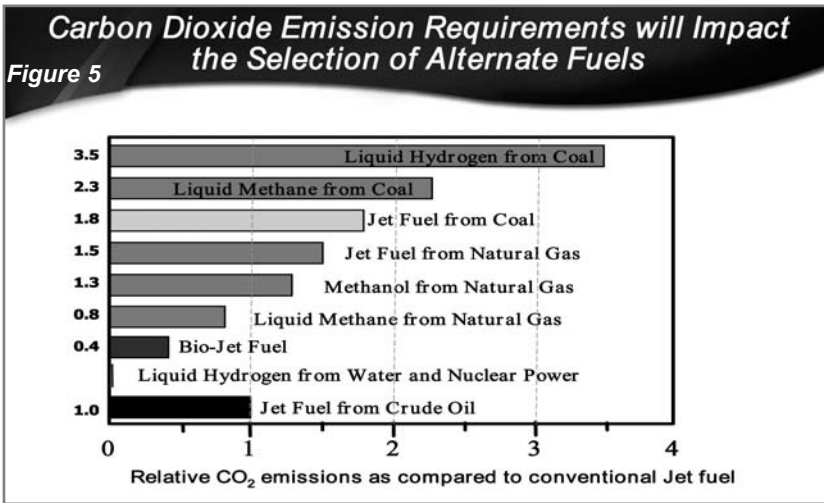 Carbon Dioxide Emission Requirements will Impact
the Selection of Alternate Fuels
Figure 5
3.5 Liquid Hydrogen from Coal
2.3 Liquid Methane from Coal
1.8 Jet Fuel from Coal
1.5 Jet Fuel from Natural Gas
1.3 Methanol from Natural Gas
0.8 Liquid Methane from Natural Gas
0.4 Bio-Jet Fuel
Liquid Hydrogen from Water and Nuclear Power
1.0 Jet Fuel from Crude Oil
0 1 2 3 4
Relative CO₂ emissions as compared to conventional Jet fuel